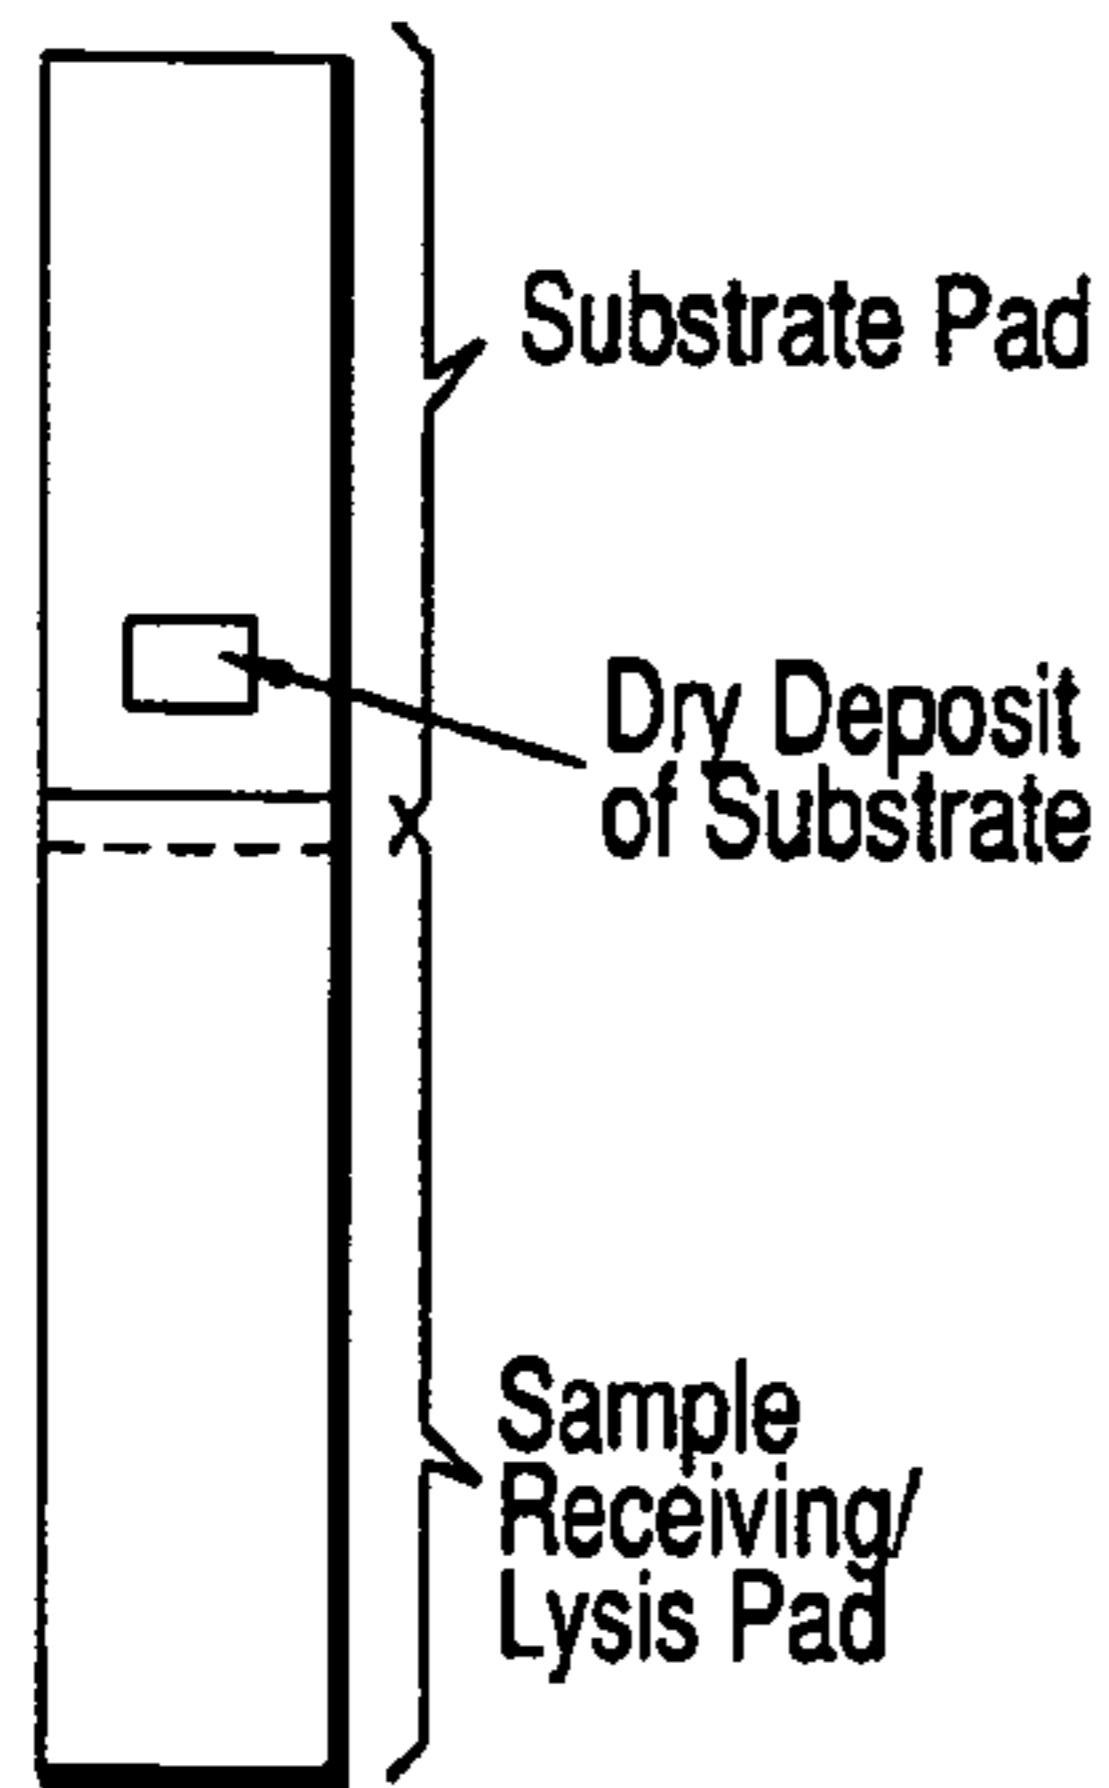 Substrate Pad
Dry Deposit
of Substrate
Sample
Receiving/
Lysis Pad